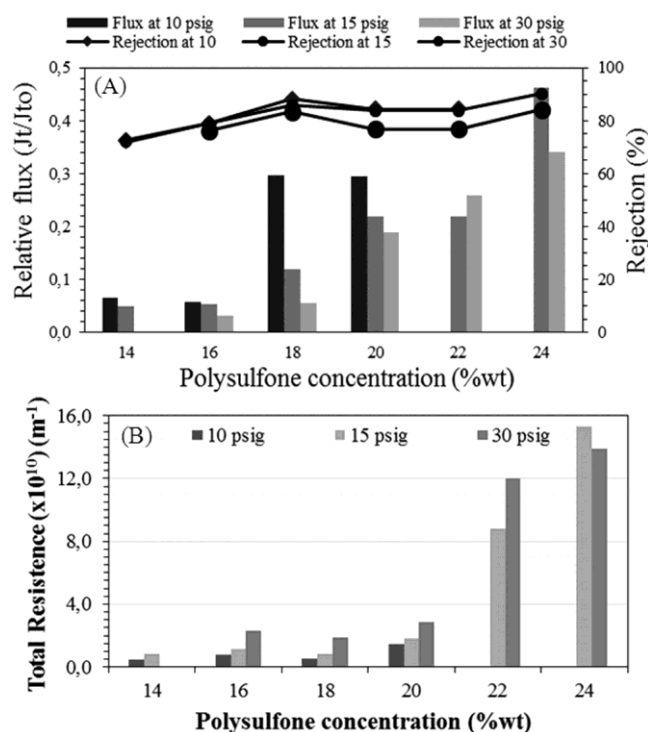 Flux at 10 psig Flux at 15 psig Flux at 30 psig
Rejection at 10 Rejection at 15 Rejection at 30
(A)
Relative flux (Jt/Jto)
0,5
0,4
0,3
0,2
0,1
0,0
100
80
60
40
20
0
Rejection (%)
14 16 18 20 22 24
Polysulfone concentration (%wt)
(B)
10 psig 15 psig 30 psig
Total Resistence (x10¹⁰) (m⁻¹)
16,0
12,0
8,0
4,0
0,0
14 16 18 20 22 24
Polysulfone concentration (%wt)